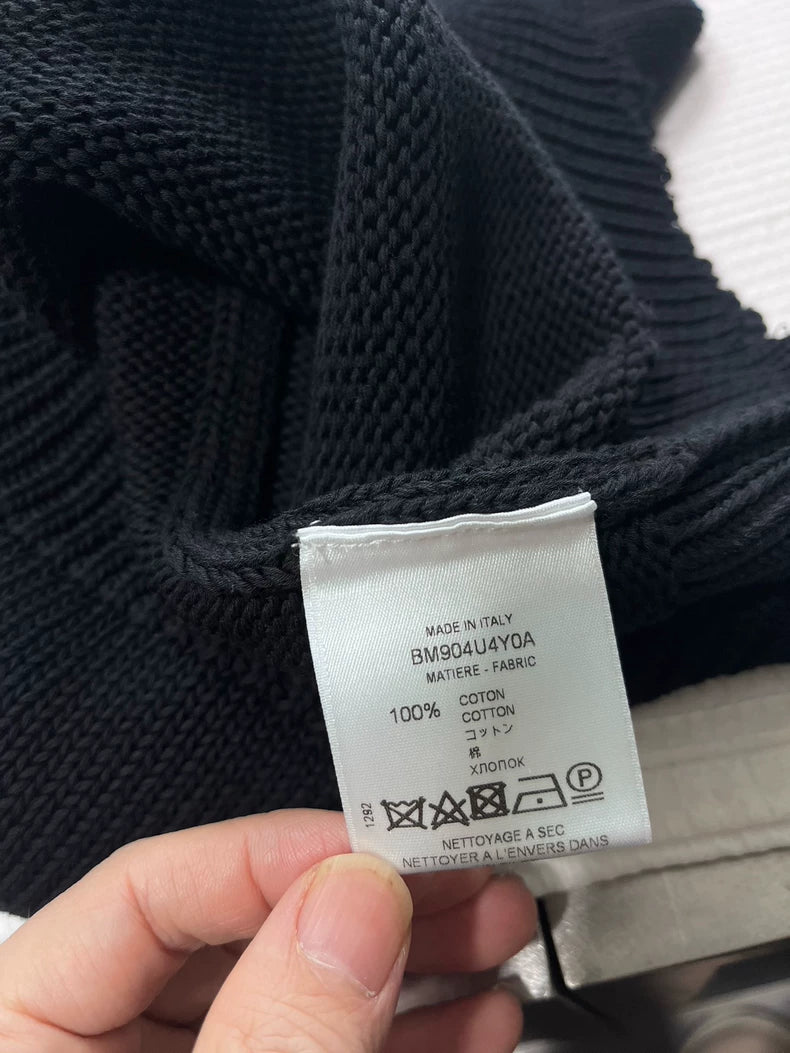 MADE IN ITALY
BM904U4Y0A
MATIERE - FABRIC
100% COTON
COTTON
コットン
棉
ХЛОПОК
1292
P
NETTOYAGE A SEC
NETTOYER A L'ENVERS DANS